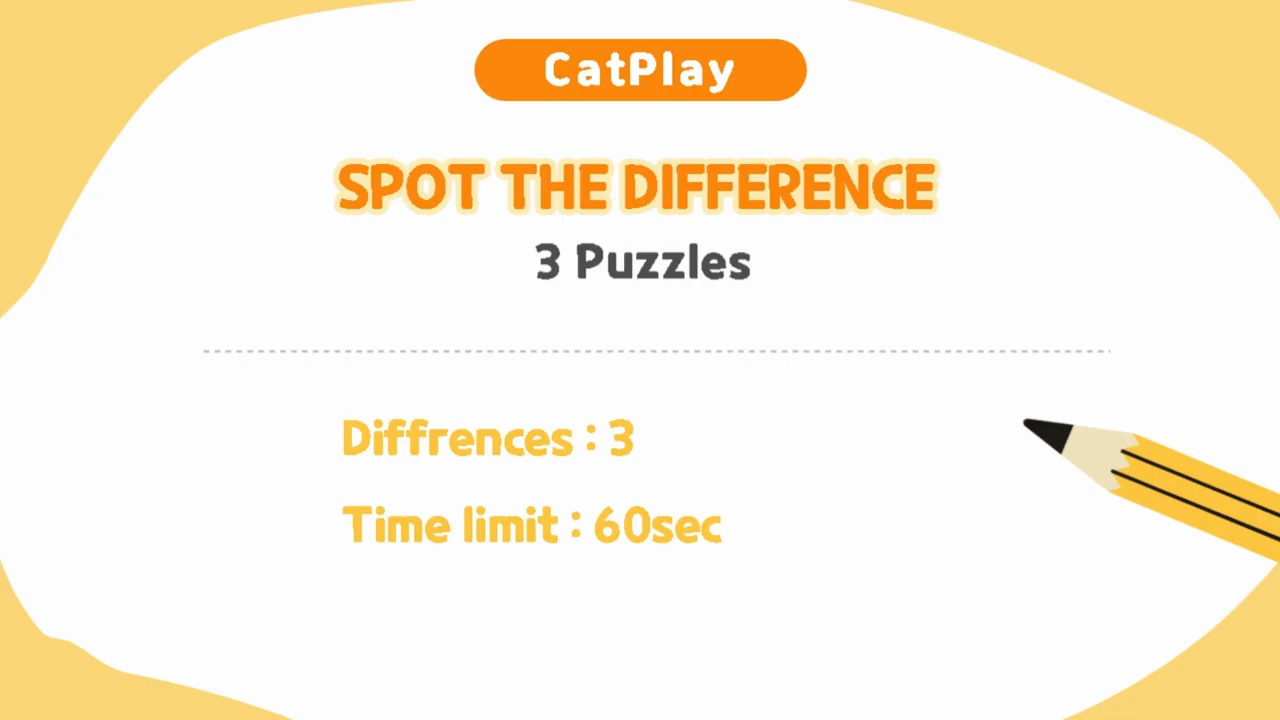 CatPlay
SPOT THE DIFFERENCE
3 Puzzles
Diffrences : 3
Time limit : 60sec